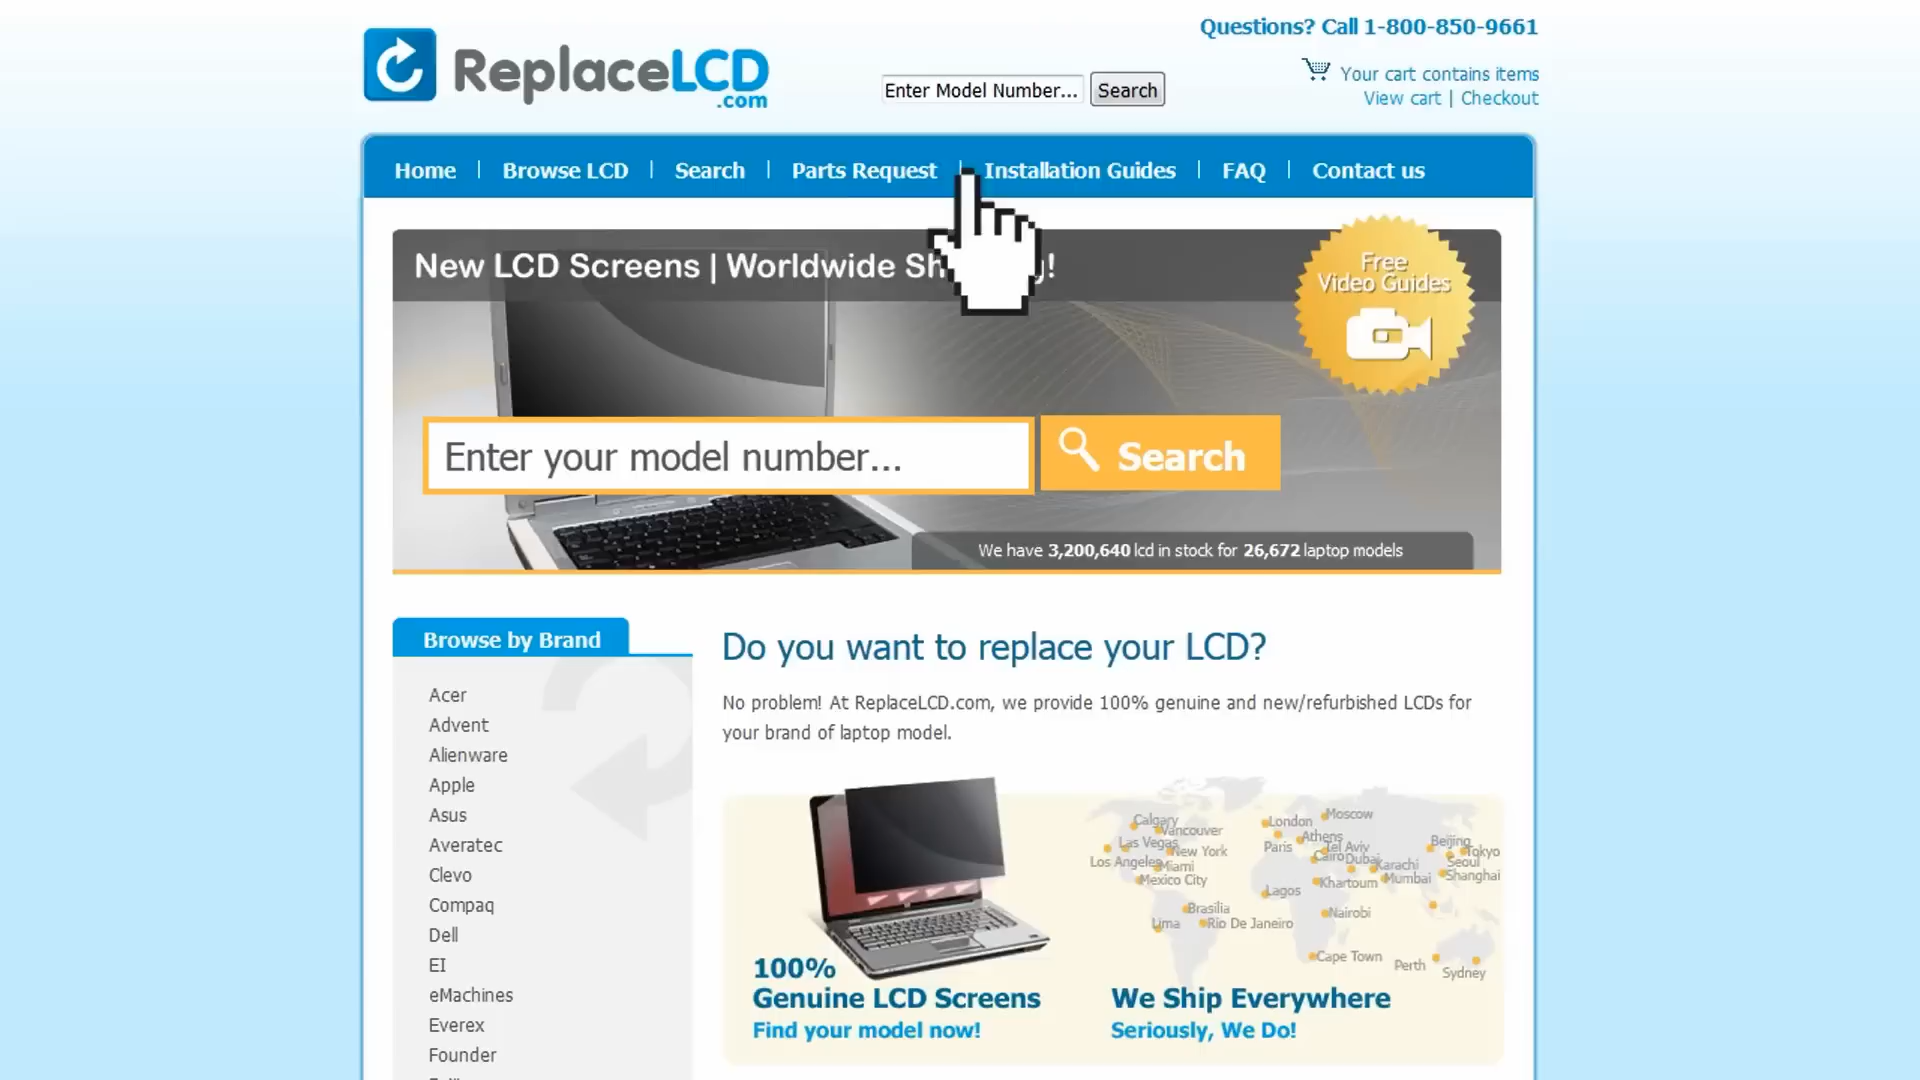 Questions? Call 1-800-850-9661
ReplaceLCD
.com
Enter Model Number...
Search
Your cart contains items
View cart | Checkout
Home | Browse LCD | Search | Parts Request | Installation Guides | FAQ | Contact us
New LCD Screens | Worldwide Sh g!
Free
Video Guides
Enter your model number...
Search
We have 3,200,640 lcd in stock for 26,672 laptop models
Browse by Brand
Acer
Advent
Alienware
Apple
Asus
Averatec
Clevo
Compaq
Dell
EI
eMachines
Everex
Founder
Do you want to replace your LCD?
No problem! At ReplaceLCD.com, we provide 100% genuine and new/refurbished LCDs for
your brand of laptop model.
Calgary
Vancouver
Las Vegas
New York
Los Angeles
Miami
Mexico City
Brasilia
Lima
Rio De Janeiro
London
Moscow
Athens
Paris
Tel Aviv
Cairo
Dubai
Karachi
Lagos
Khartoum
Mumbai
Nairobi
Cape Town
Beijing
Tokyo
Seoul
Shanghai
Perth
Sydney
100%
Genuine LCD Screens
Find your model now!
We Ship Everywhere
Seriously, We Do!